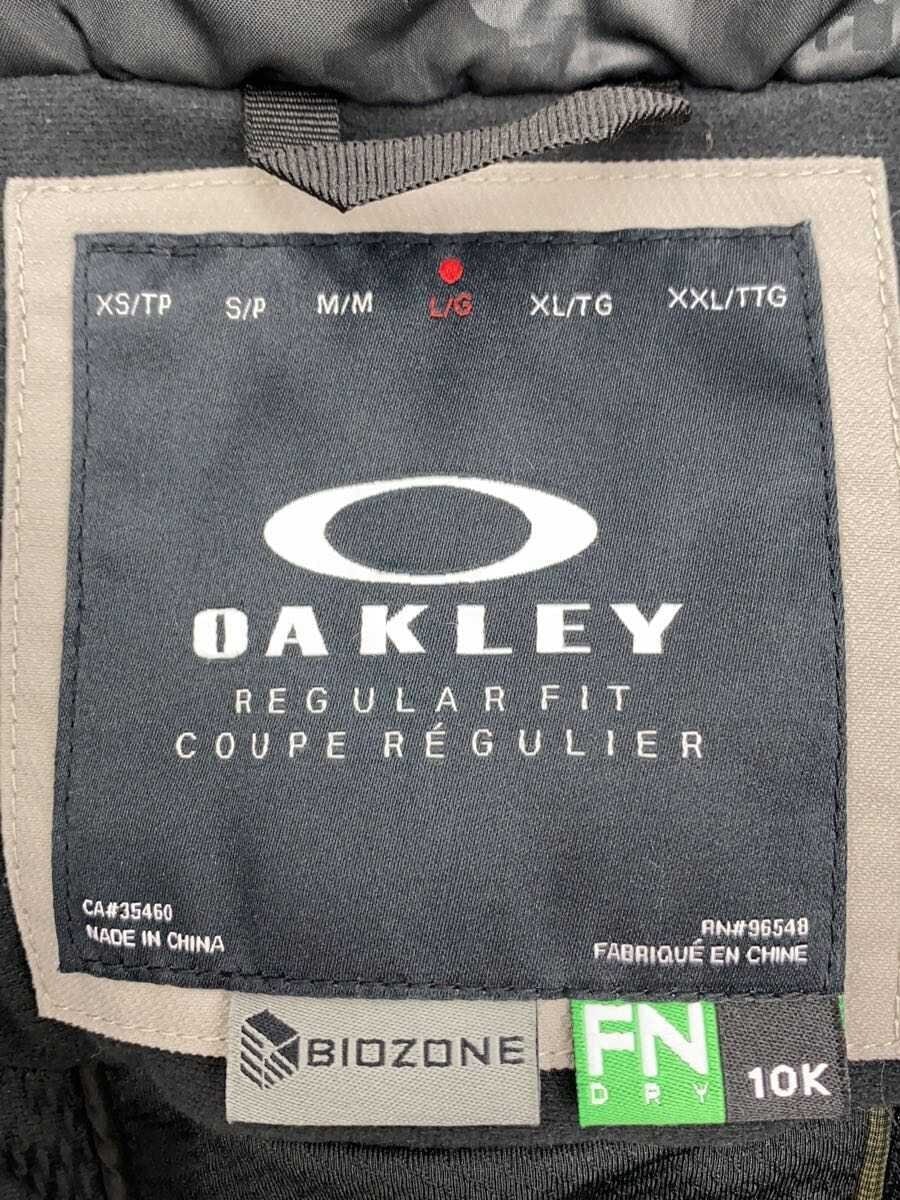 XS/TP S/P M/M L/G XL/TG XXL/TTG
OAKLEY
REGULAR FIT
COUPE RÉGULIER
CA#35460
MADE IN CHINA
RN#96548
FABRIQUÉ EN CHINE
BIOZONE
FN
DRY
10K